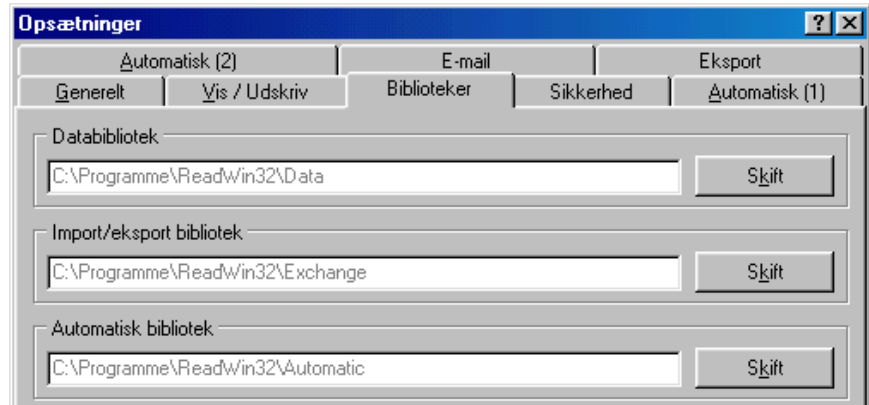 Opsætninger
Automatisk (2) E-mail Eksport
Generelt Vis / Udskriv Biblioteker Sikkerhed Automatisk (1)
Databibliotek
C:\Programme\ReadWin32\Data Skift
Import/eksport bibliotek
C:\Programme\ReadWin32\Exchange Skift
Automatisk bibliotek
C:\Programme\ReadWin32\Automatic Skift